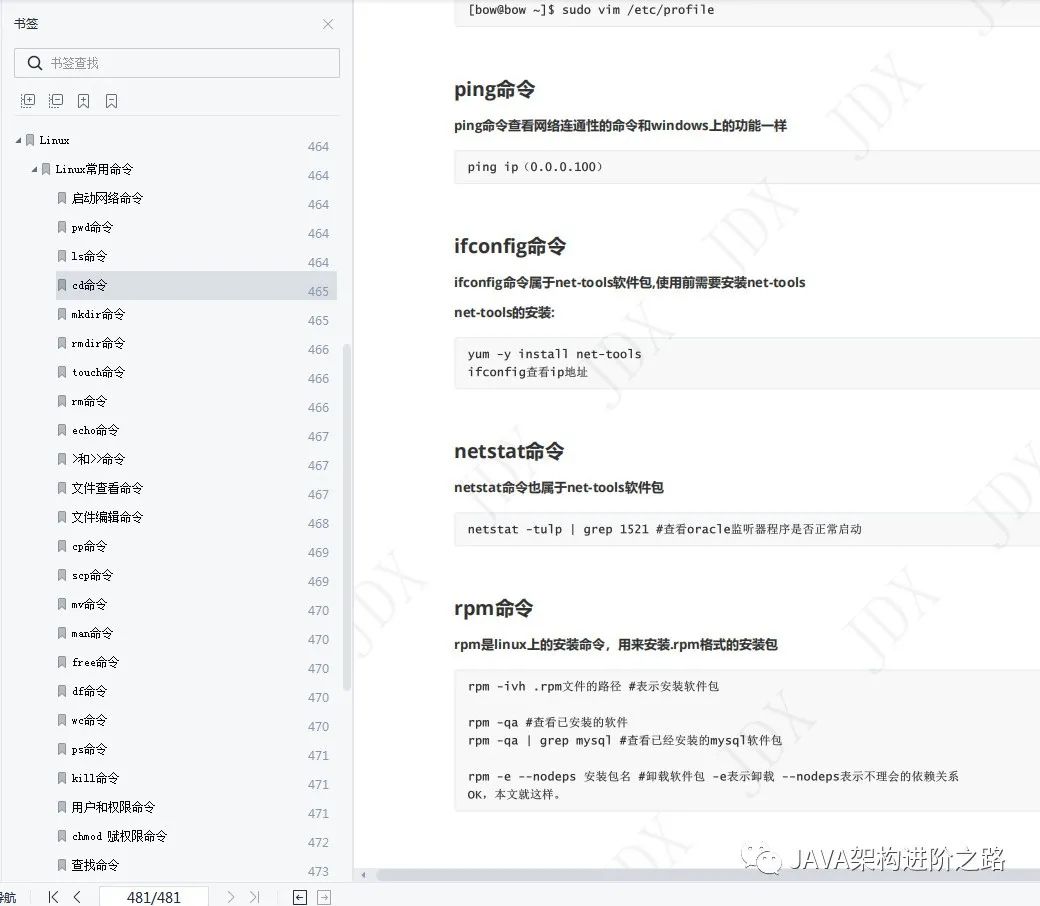 书签
书签查找
Linux 464
Linux常用命令 464
启动网络命令 464
pwd命令 464
ls命令 464
cd命令 465
mkdir命令 465
rmdir命令 466
touch命令 466
rm命令 466
echo命令 467
>和>>命令 467
文件查看命令 467
文件编辑命令 468
cp命令 469
scp命令 469
mv命令 470
man命令 470
free命令 470
df命令 470
wc命令 470
ps命令 471
kill命令 471
用户和权限命令 471
chmod 赋权限命令 472
查找命令 473
导航
481/481
[bow@bow ~]$ sudo vim /etc/profile
ping命令
ping命令查看网络连通性的命令和windows上的功能一样
ping ip（0.0.0.100）
ifconfig命令
ifconfig命令属于net-tools软件包,使用前需要安装net-tools
net-tools的安装:
yum -y install net-tools
ifconfig查看ip地址
netstat命令
netstat命令也属于net-tools软件包
netstat -tulp | grep 1521 #查看oracle监听器程序是否正常启动
rpm命令
rpm是linux上的安装命令，用来安装.rpm格式的安装包
rpm -ivh .rpm文件的路径 #表示安装软件包
rpm -qa #查看已安装的软件
rpm -qa | grep mysql #查看已经安装的mysql软件包
rpm -e --nodeps 安装包名 #卸载软件包 -e表示卸载 --nodeps表示不理会的依赖关系
OK，本文就这样。
JAVA架构进阶之路
JDX
JDX
JDX
JDX
JDX
JDX
JDX
JDX
JDX
JDX